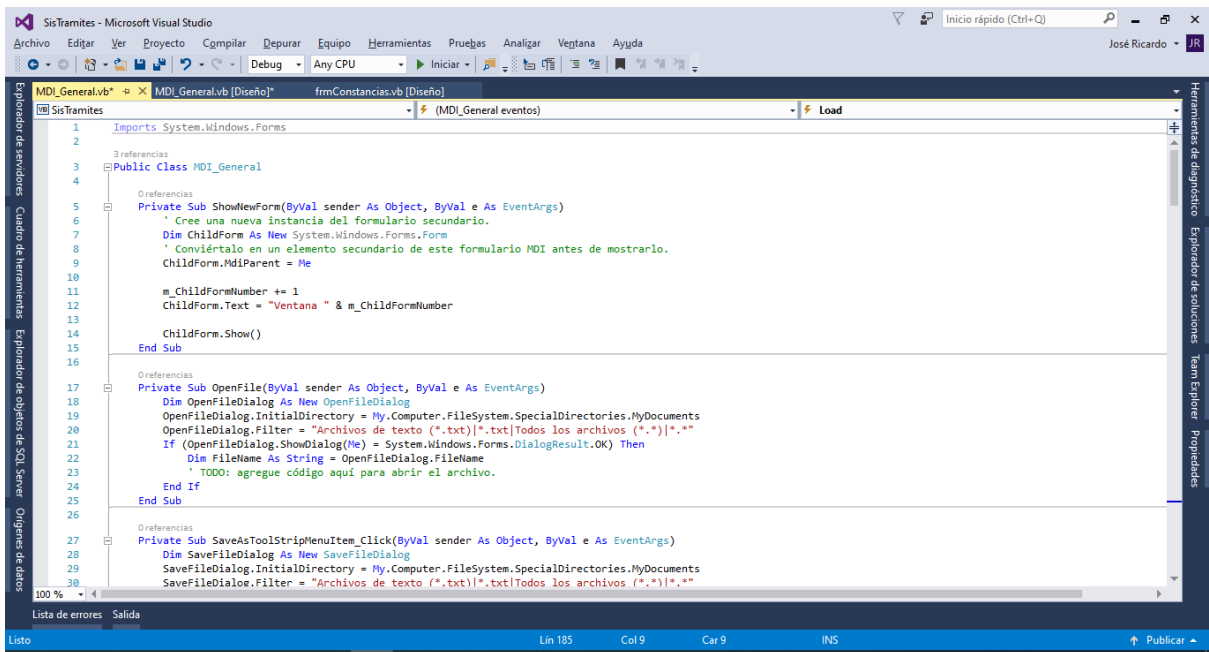 SisTramites - Microsoft Visual Studio
Inicio rápido (Ctrl+Q)
Archivo Editar Ver Proyecto Compilar Depurar Equipo Herramientas Pruebas Analizar Ventana Ayuda
José Ricardo JR
Debug Any CPU Iniciar
MDI_General.vb* MDI_General.vb [Diseño]* frmConstancias.vb [Diseño]
VB SisTramites (MDI_General eventos) Load
1 Imports System.Windows.Forms
2
3 referencias
3 Public Class MDI_General
4
0 referencias
5 Private Sub ShowNewForm(ByVal sender As Object, ByVal e As EventArgs)
6 ' Cree una nueva instancia del formulario secundario.
7 Dim ChildForm As New System.Windows.Forms.Form
8 ' Conviértalo en un elemento secundario de este formulario MDI antes de mostrarlo.
9 ChildForm.MdiParent = Me
10
11 m_ChildFormNumber += 1
12 ChildForm.Text = "Ventana " & m_ChildFormNumber
13
14 ChildForm.Show()
15 End Sub
16
0 referencias
17 Private Sub OpenFile(ByVal sender As Object, ByVal e As EventArgs)
18 Dim OpenFileDialog As New OpenFileDialog
19 OpenFileDialog.InitialDirectory = My.Computer.FileSystem.SpecialDirectories.MyDocuments
20 OpenFileDialog.Filter = "Archivos de texto (*.txt)|*.txt|Todos los archivos (*.*)|*.*"
21 If (OpenFileDialog.ShowDialog(Me) = System.Windows.Forms.DialogResult.OK) Then
22 Dim FileName As String = OpenFileDialog.FileName
23 ' TODO: agregue código aquí para abrir el archivo.
24 End If
25 End Sub
26
0 referencias
27 Private Sub SaveAsToolStripMenuItem_Click(ByVal sender As Object, ByVal e As EventArgs)
28 Dim SaveFileDialog As New SaveFileDialog
29 SaveFileDialog.InitialDirectory = My.Computer.FileSystem.SpecialDirectories.MyDocuments
30 SaveFileDialog.Filter = "Archivos de texto (*.txt)|*.txt|Todos los archivos (*.*)|*.*"
100 %
Explorador de servidores
Cuadro de herramientas
Explorador de objetos de SQL Server
Orígenes de datos
Herramientas de diagnóstico
Explorador de soluciones
Team Explorer
Propiedades
Lista de errores Salida
Listo Lín 185 Col 9 Car 9 INS Publicar